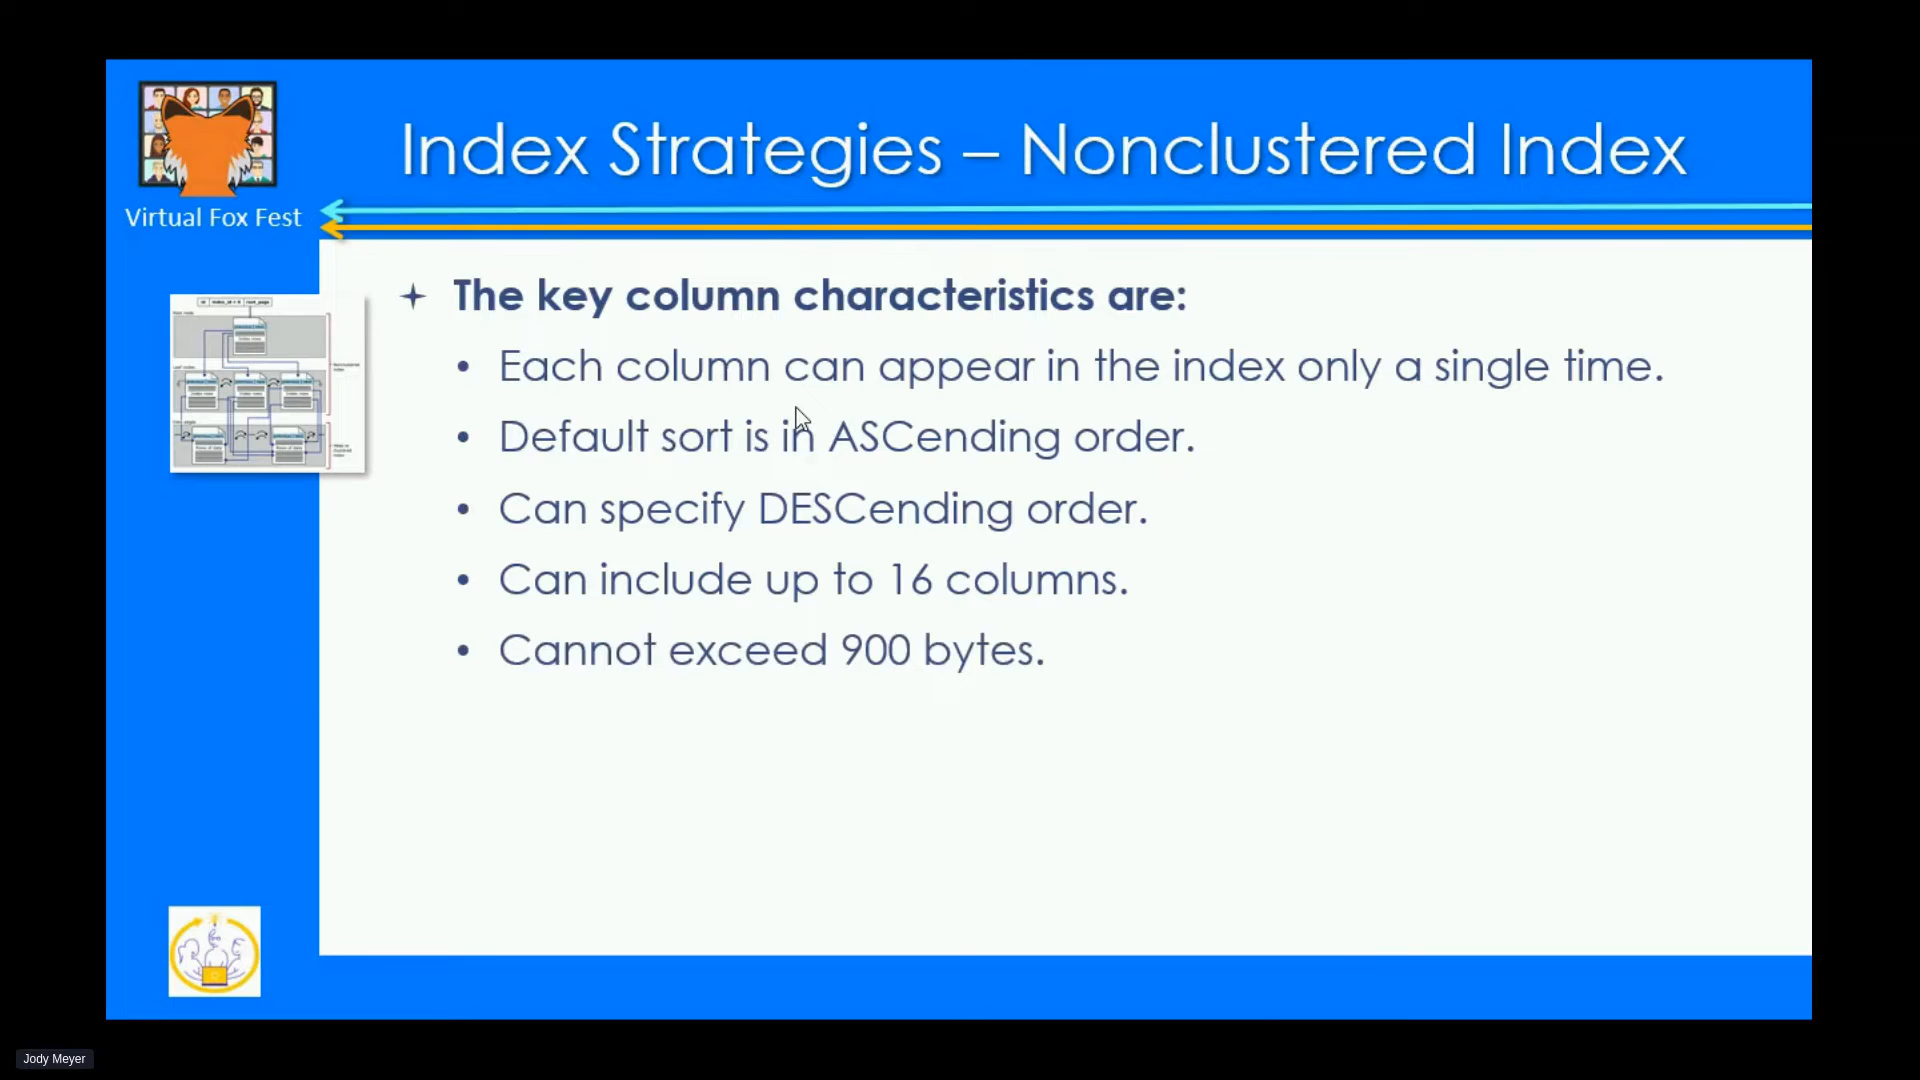 Index Strategies – Nonclustered Index
Virtual Fox Fest
The key column characteristics are:
• Each column can appear in the index only a single time.
• Default sort is in ASCending order.
• Can specify DESCending order.
• Can include up to 16 columns.
• Cannot exceed 900 bytes.
Jody Meyer